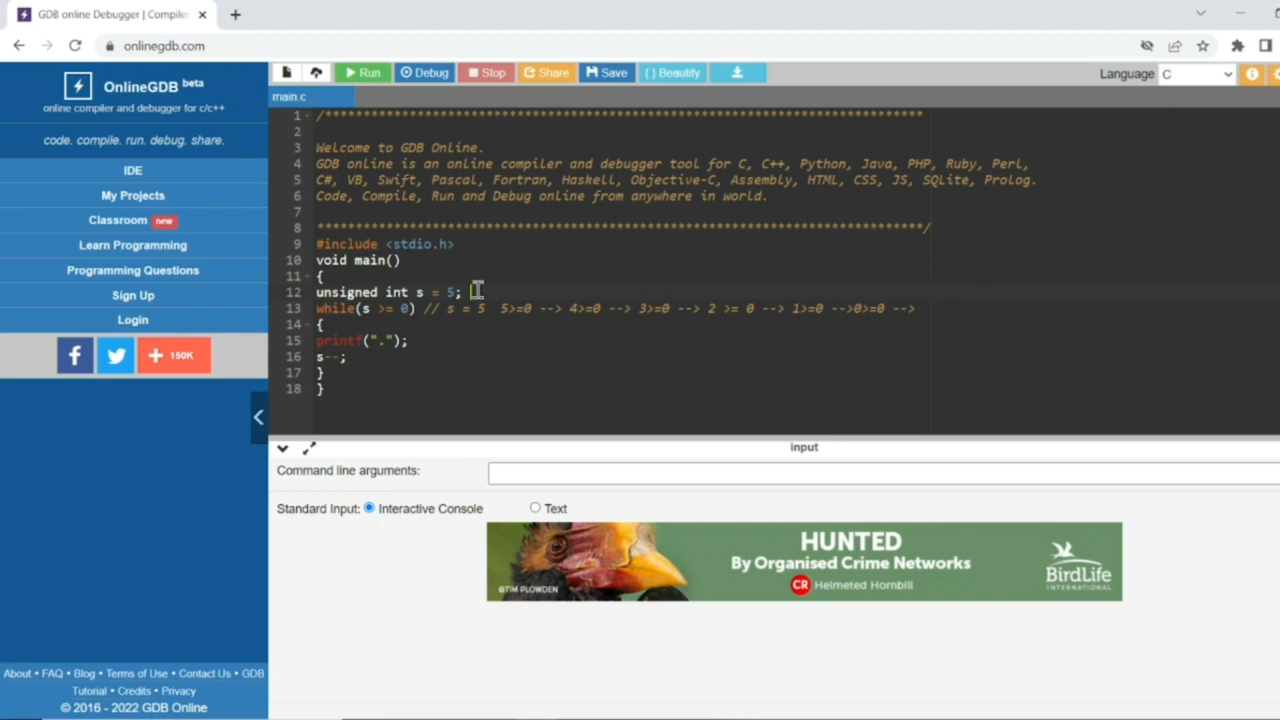 GDB online Debugger | Compiler
onlinegdb.com
OnlineGDB beta
online compiler and debugger for c/c++
code. compile. run. debug. share.
IDE
My Projects
Classroom new
Learn Programming
Programming Questions
Sign Up
Login
f + 150K
About • FAQ • Blog • Terms of Use • Contact Us • GDB
Tutorial • Credits • Privacy
© 2016 - 2022 GDB Online
Run Debug Stop Share Save {} Beautify Language C
main.c
1 /******************************************************************************
2
3 Welcome to GDB Online.
4 GDB online is an online compiler and debugger tool for C, C++, Python, Java, PHP, Ruby, Perl,
5 C#, VB, Swift, Pascal, Fortran, Haskell, Objective-C, Assembly, HTML, CSS, JS, SQLite, Prolog.
6 Code, Compile, Run and Debug online from anywhere in world.
7
8 *******************************************************************************/
9 #include <stdio.h>
10 void main()
11 {
12 unsigned int s = 5;
13 while(s >= 0) // s = 5 5>=0 --> 4>=0 --> 3>=0 --> 2 >= 0 --> 1>=0 -->0>=0 -->
14 {
15 printf(".");
16 s--;
17 }
18 }
input
Command line arguments:
Standard Input: Interactive Console Text
HUNTED
By Organised Crime Networks
CR Helmeted Hornbill
©TIM PLOWDEN
BirdLife
INTERNATIONAL